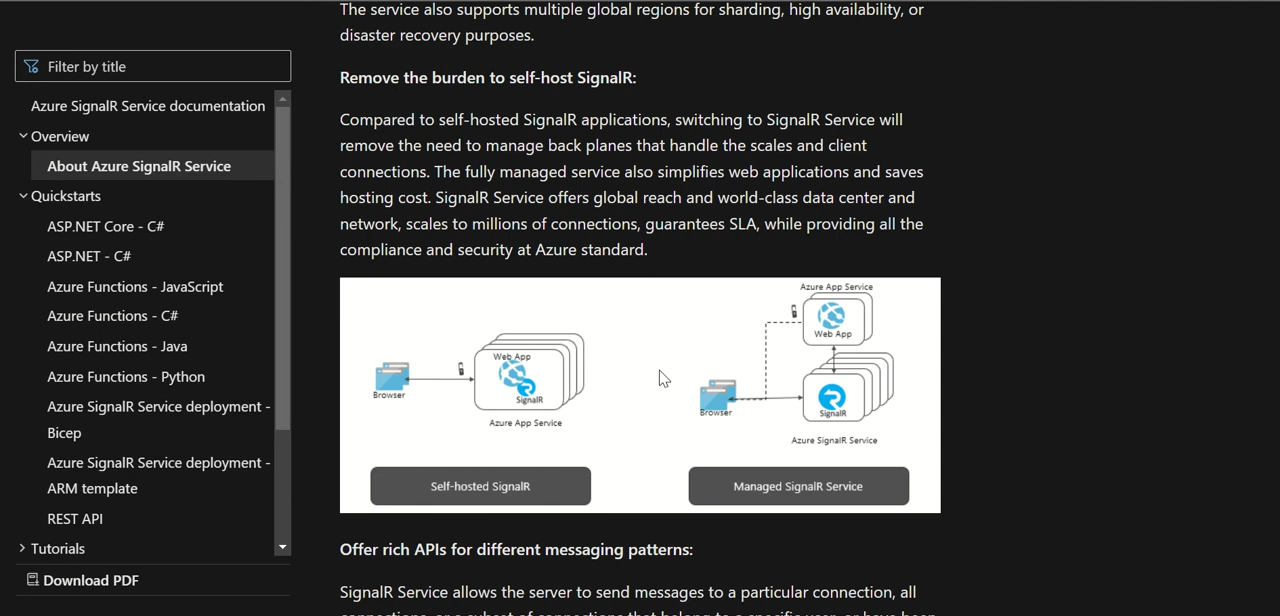 The service also supports multiple global regions for sharding, high availability, or
disaster recovery purposes.
Filter by title
Azure SignalR Service documentation
Overview
About Azure SignalR Service
Quickstarts
ASP.NET Core - C#
ASP.NET - C#
Azure Functions - JavaScript
Azure Functions - C#
Azure Functions - Java
Azure Functions - Python
Azure SignalR Service deployment -
Bicep
Azure SignalR Service deployment -
ARM template
REST API
Tutorials
Download PDF
Remove the burden to self-host SignalR:
Compared to self-hosted SignalR applications, switching to SignalR Service will
remove the need to manage back planes that handle the scales and client
connections. The fully managed service also simplifies web applications and saves
hosting cost. SignalR Service offers global reach and world-class data center and
network, scales to millions of connections, guarantees SLA, while providing all the
compliance and security at Azure standard.
Browser
Web App
SignalR
Azure App Service
Self-hosted SignalR
Azure App Service
Web App
Browser
SignalR
Azure SignalR Service
Managed SignalR Service
Offer rich APIs for different messaging patterns:
SignalR Service allows the server to send messages to a particular connection, all